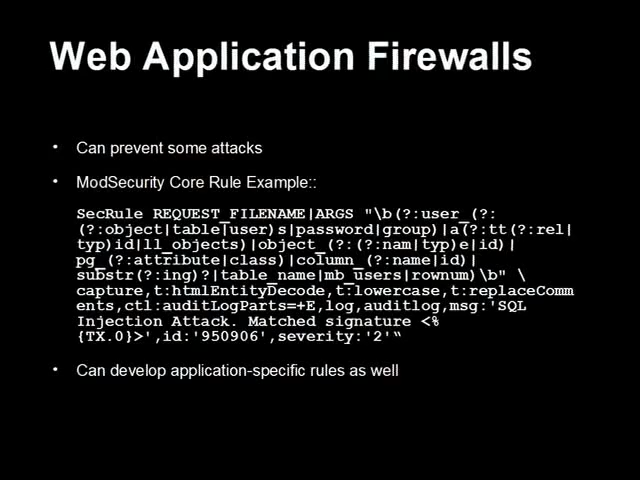 Web Application Firewalls
• Can prevent some attacks
• ModSecurity Core Rule Example::
SecRule REQUEST_FILENAME|ARGS "\b(?:user_(?:
(?:object|table|user)s|password|group)|a(?:tt(?:rel|
typ)id|ll_objects)|object_(?:(?:nam|typ)e|id)|
pg_(?:attribute|class)|column_(?:name|id)|
substr(?:ing)?|table_name|mb_users|rownum)\b" \
capture,t:htmlEntityDecode,t:lowercase,t:replaceComm
ents,ctl:auditLogParts=+E,log,auditlog,msg:'SQL
Injection Attack. Matched signature <%
{TX.0}>',id:'950906',severity:'2'“
• Can develop application-specific rules as well